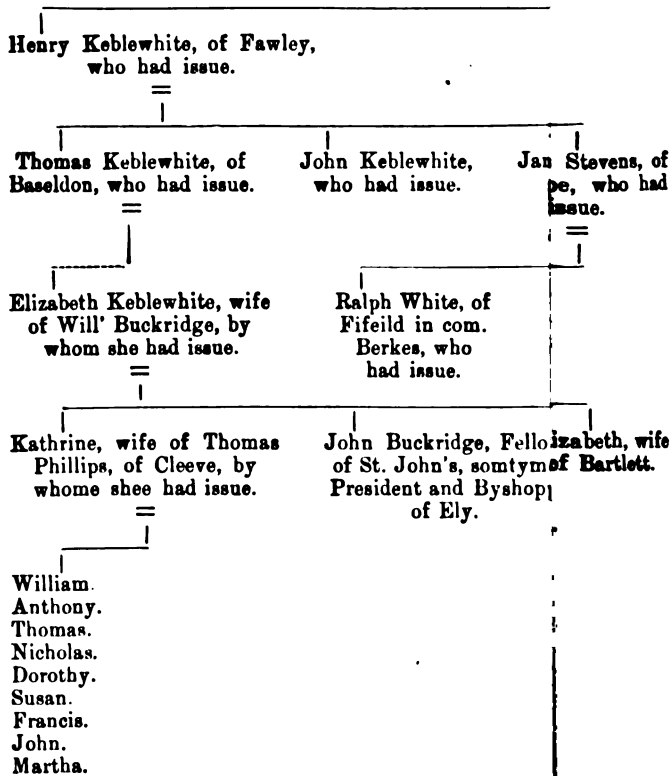 Henry Keblewhite, of Fawley,
who had issue.
=
Thomas Keblewhite, of
Baseldon, who had issue.
=
John Keblewhite,
who had issue.
Stevens, of
who had
issue.
=
Elizabeth Keblewhite, wife
of Will' Buckridge, by
whom she had issue.
=
Ralph White, of
Fifeild in com.
Berkes, who
had issue.
Kathrine, wife of Thomas
Phillips, of Cleeve, by
whome shee had issue.
=
John Buckridge, Fello
of St. John's, somtym
President and Byshop
of Ely.
izabeth, wife
of Bartlett.
William.
Anthony.
Thomas.
Nicholas.
Dorothy.
Susan.
Francis.
John.
Martha.